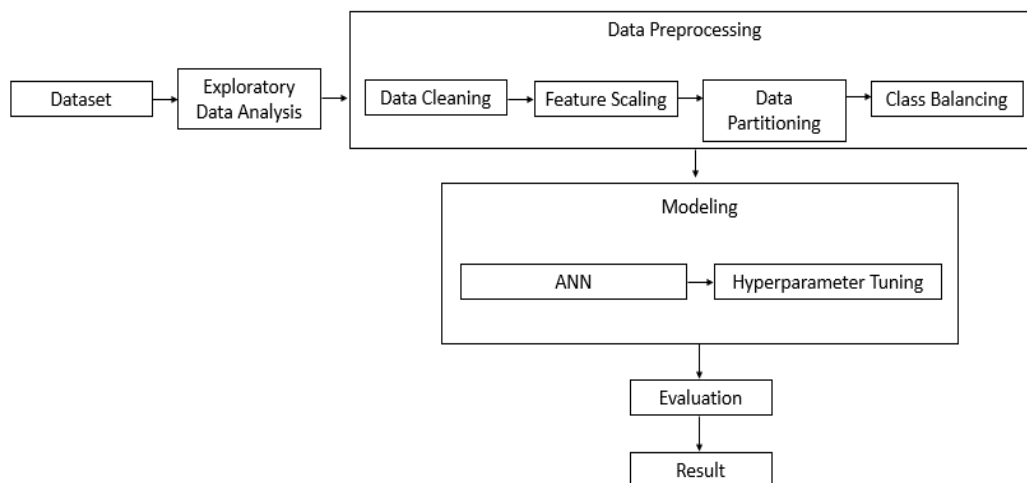 Data Preprocessing
Dataset
Exploratory
Data Analysis
Data Cleaning
Feature Scaling
Data
Partitioning
Class Balancing
Modeling
ANN
Hyperparameter Tuning
Evaluation
Result